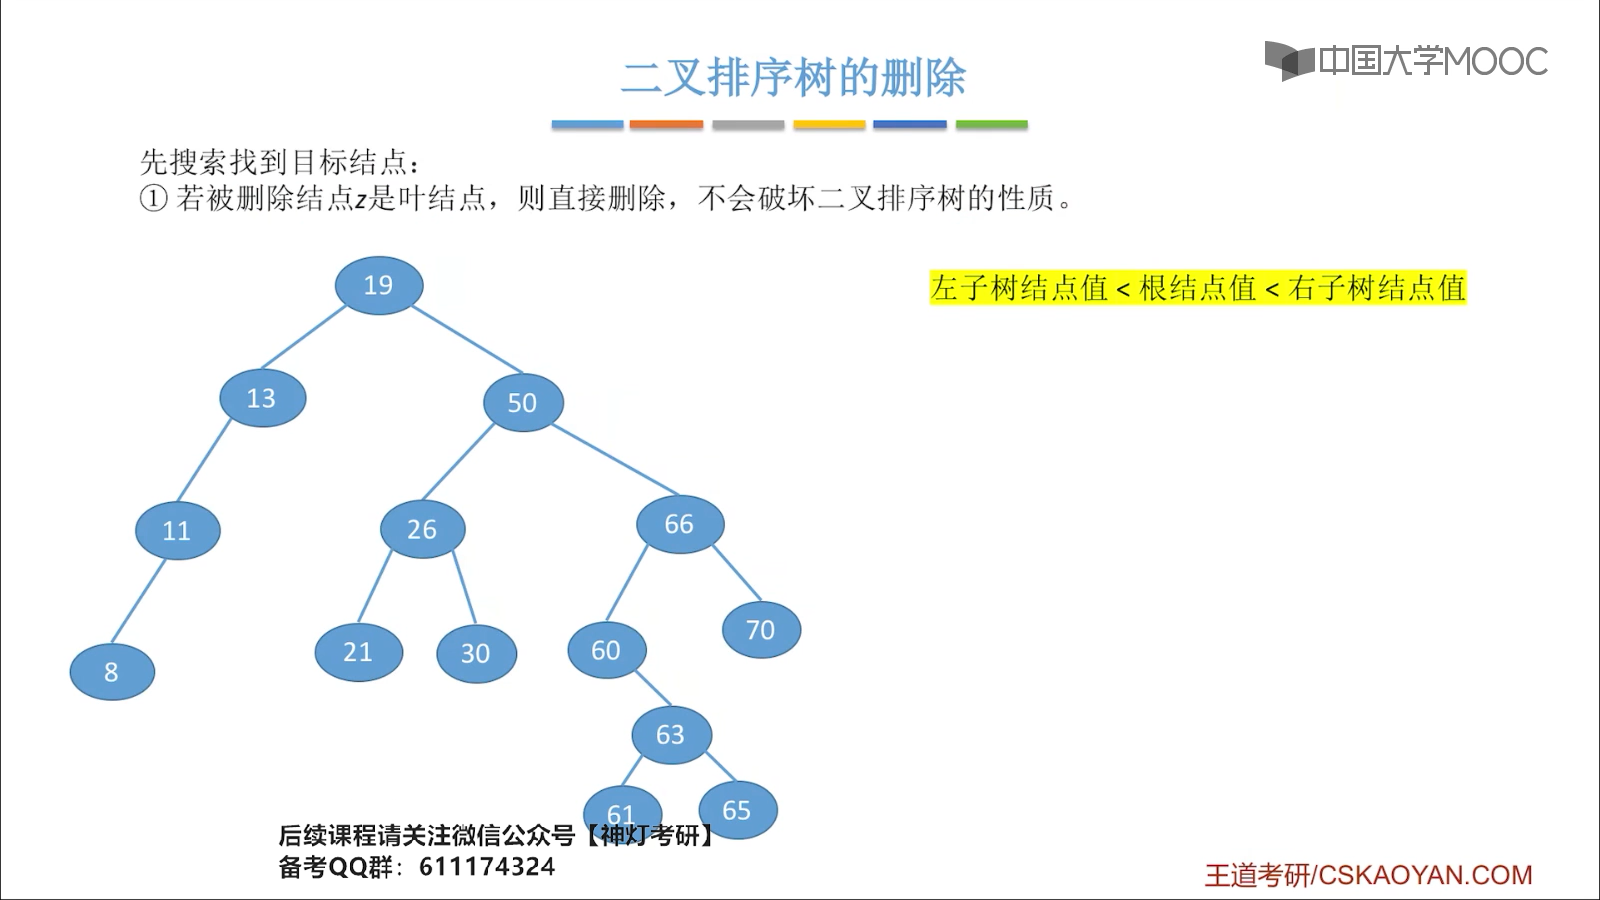 中国大学MOOC
二叉排序树的删除
先搜索找到目标结点：
① 若被删除结点z是叶结点，则直接删除，不会破坏二叉排序树的性质。
左子树结点值 < 根结点值 < 右子树结点值
19
13
50
11
26
66
8
21
30
60
70
63
61
65
后续课程请关注微信公众号【神灯考研】
备考QQ群：611174324
王道考研/CSKAOYAN.COM